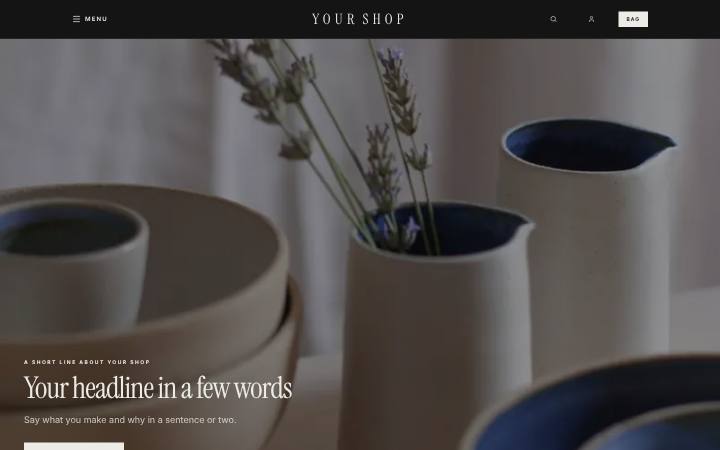 MENU
YOUR SHOP
BAG
A SHORT LINE ABOUT YOUR SHOP
Your headline in a few words
Say what you make and why in a sentence or two.